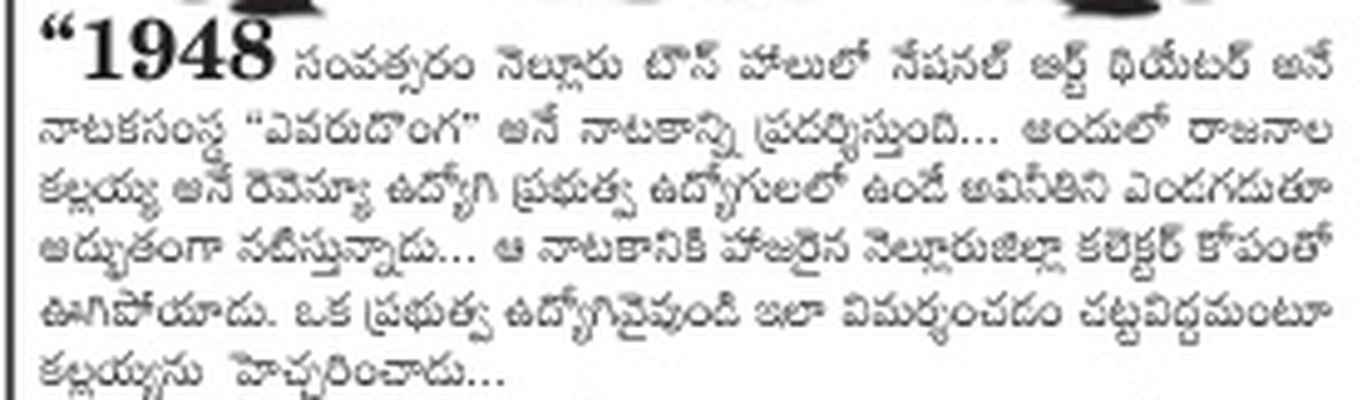 “1948 సంవత్సరం నెల్లూరు టౌన్ హాలులో నేషనల్ ఆర్ట్ థియేటర్ అనే
నాటకసంస్థ “ఎవరుదొంగ” అనే నాటకాన్ని ప్రదర్శిస్తుంది... అందులో రాజనాల
కల్లయ్య అనే రెవెన్యూ ఉద్యోగి ప్రభుత్వ ఉద్యోగులలో ఉండే అవినీతిని ఎండగడుతూ
అద్భుతంగా నటిస్తున్నాడు... ఆ నాటకానికి హాజరైన నెల్లూరుజిల్లా కలెక్టర్ కోపంతో
ఊగిపోయాడు. ఒక ప్రభుత్వ ఉద్యోగివైవుండి ఇలా విమర్శంచడం చట్టవిద్దమంటూ
కల్లయ్యను హెచ్చరించాడు...